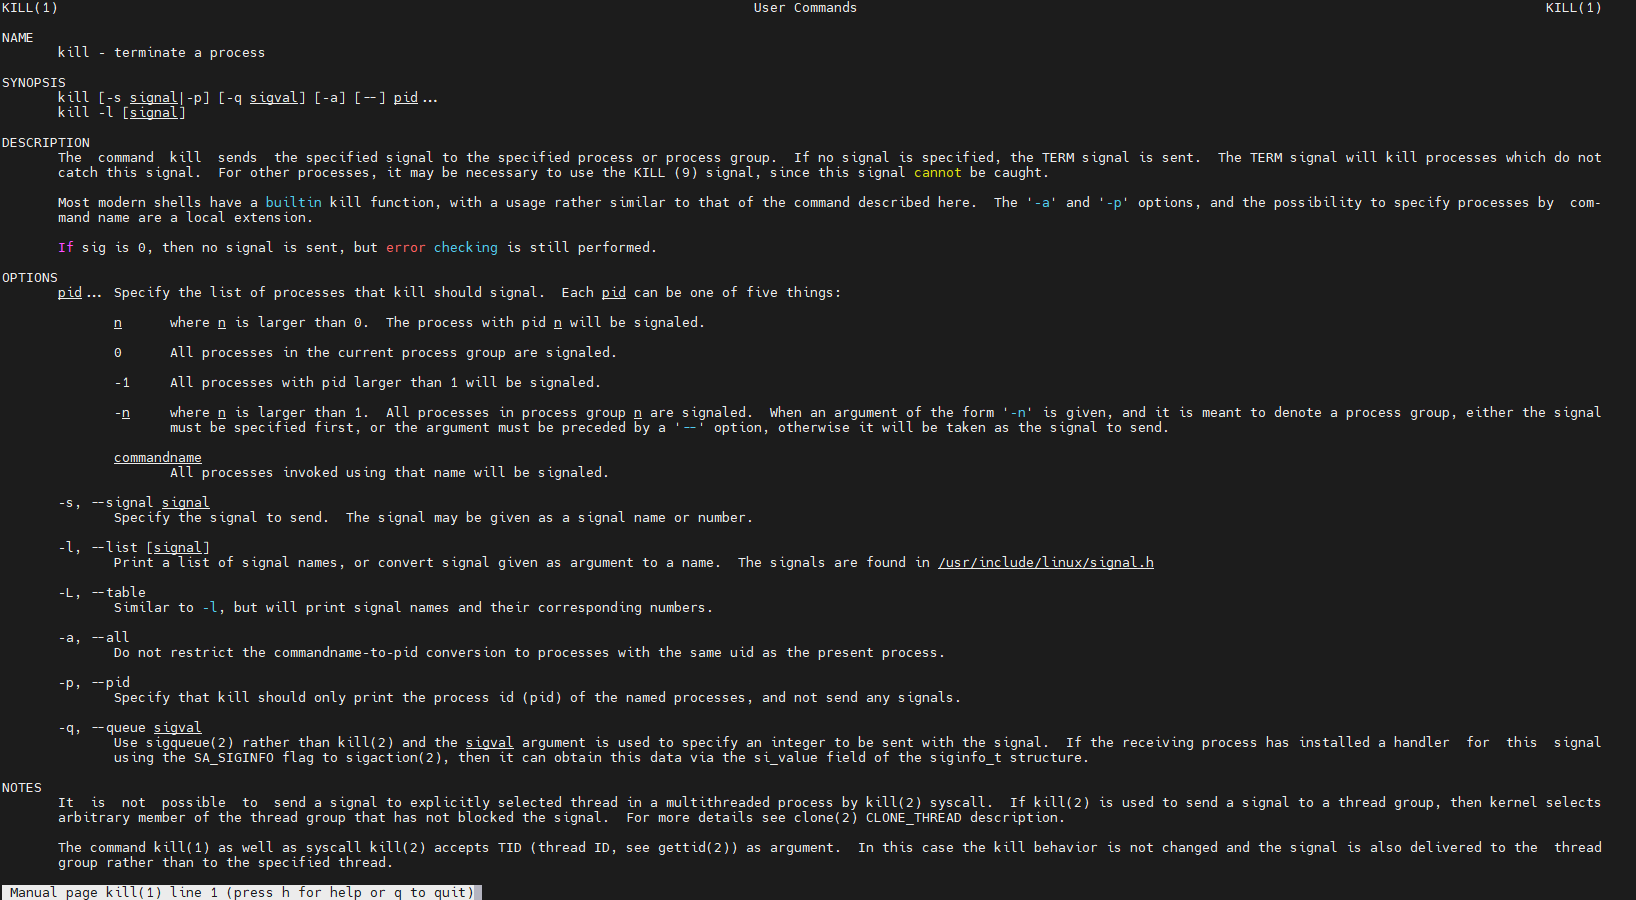 KILL(1) User Commands KILL(1)
NAME
kill - terminate a process
SYNOPSIS
kill [-s signal|-p] [-q sigval] [-a] [--] pid...
kill -l [signal]
DESCRIPTION
The command kill sends the specified signal to the specified process or process group. If no signal is specified, the TERM signal is sent. The TERM signal will kill processes which do not
catch this signal. For other processes, it may be necessary to use the KILL (9) signal, since this signal cannot be caught.
Most modern shells have a builtin kill function, with a usage rather similar to that of the command described here. The '-a' and '-p' options, and the possibility to specify processes by com-
mand name are a local extension.
If sig is 0, then no signal is sent, but error checking is still performed.
OPTIONS
pid... Specify the list of processes that kill should signal. Each pid can be one of five things:
n where n is larger than 0. The process with pid n will be signaled.
0 All processes in the current process group are signaled.
-1 All processes with pid larger than 1 will be signaled.
-n where n is larger than 1. All processes in process group n are signaled. When an argument of the form '-n' is given, and it is meant to denote a process group, either the signal
must be specified first, or the argument must be preceded by a '--' option, otherwise it will be taken as the signal to send.
commandname
All processes invoked using that name will be signaled.
-s, --signal signal
Specify the signal to send. The signal may be given as a signal name or number.
-l, --list [signal]
Print a list of signal names, or convert signal given as argument to a name. The signals are found in /usr/include/linux/signal.h
-L, --table
Similar to -l, but will print signal names and their corresponding numbers.
-a, --all
Do not restrict the commandname-to-pid conversion to processes with the same uid as the present process.
-p, --pid
Specify that kill should only print the process id (pid) of the named processes, and not send any signals.
-q, --queue sigval
Use sigqueue(2) rather than kill(2) and the sigval argument is used to specify an integer to be sent with the signal. If the receiving process has installed a handler for this signal
using the SA_SIGINFO flag to sigaction(2), then it can obtain this data via the si_value field of the siginfo_t structure.
NOTES
It is not possible to send a signal to explicitly selected thread in a multithreaded process by kill(2) syscall. If kill(2) is used to send a signal to a thread group, then kernel selects
arbitrary member of the thread group that has not blocked the signal. For more details see clone(2) CLONE_THREAD description.
The command kill(1) as well as syscall kill(2) accepts TID (thread ID, see gettid(2)) as argument. In this case the kill behavior is not changed and the signal is also delivered to the thread
group rather than to the specified thread.
Manual page kill(1) line 1 (press h for help or q to quit)